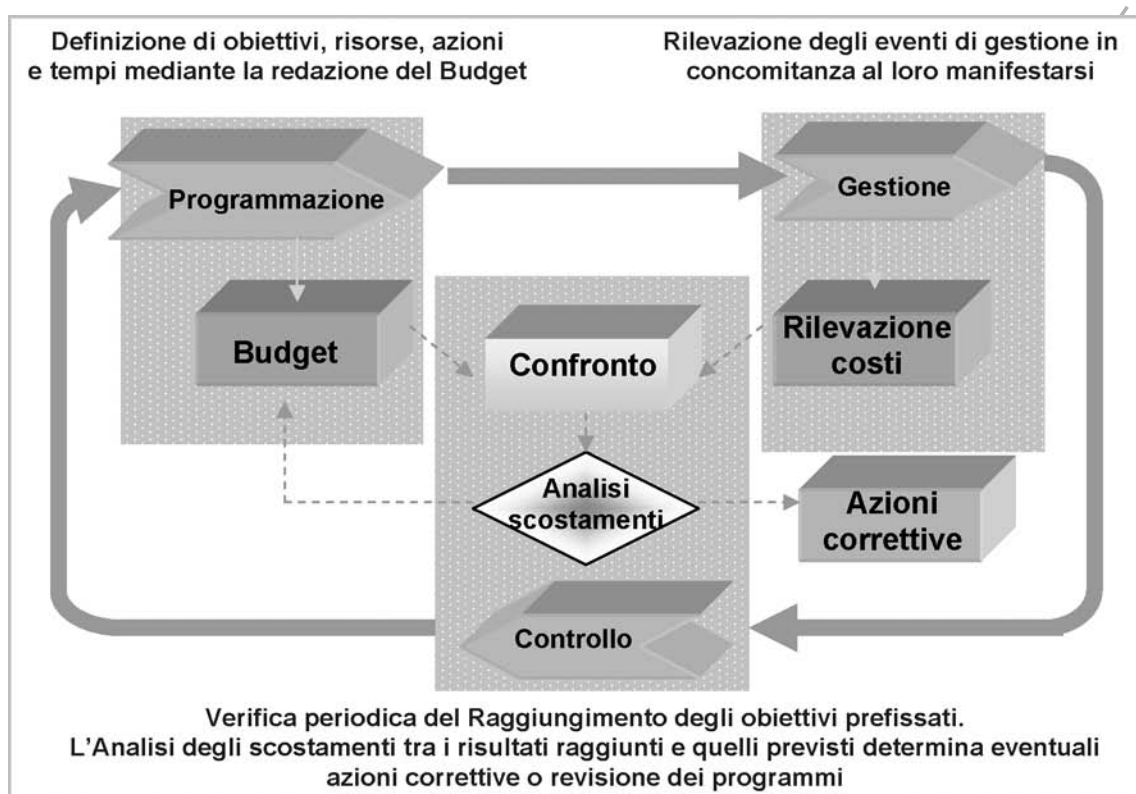 Definizione di obiettivi, risorse, azioni
e tempi mediante la redazione del Budget
Rilevazione degli eventi di gestione in
concomitanza al loro manifestarsi
Programmazione
Gestione
Budget
Confronto
Rilevazione
costi
Analisi
scostamenti
Azioni
correttive
Controllo
Verifica periodica del Raggiungimento degli obiettivi prefissati.
L'Analisi degli scostamenti tra i risultati raggiunti e quelli previsti determina eventuali
azioni correttive o revisione dei programmi